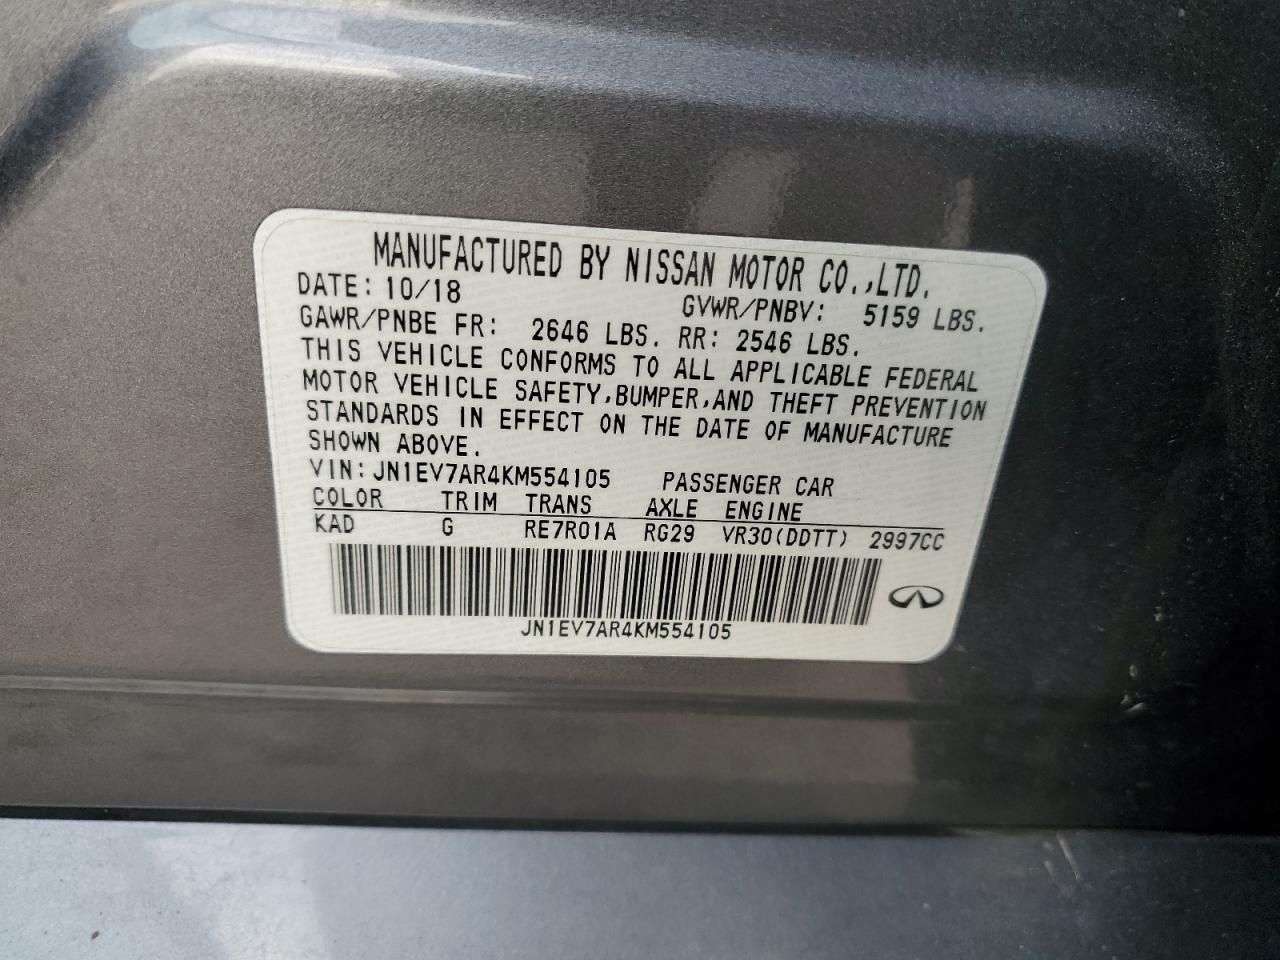 MANUFACTURED BY NISSAN MOTOR CO.,LTD.
DATE: 10/18 GVWR/PNBV: 5159 LBS.
GAWR/PNBE FR: 2646 LBS. RR: 2546 LBS.
THIS VEHICLE CONFORMS TO ALL APPLICABLE FEDERAL
MOTOR VEHICLE SAFETY,BUMPER,AND THEFT PREVENTION
STANDARDS IN EFFECT ON THE DATE OF MANUFACTURE
SHOWN ABOVE.
VIN:JN1EV7AR4KM554105 PASSENGER CAR
COLOR TRIM TRANS AXLE ENGINE
KAD G RE7R01A RG29 VR30(DDTT) 2997CC
JN1EV7AR4KM554105